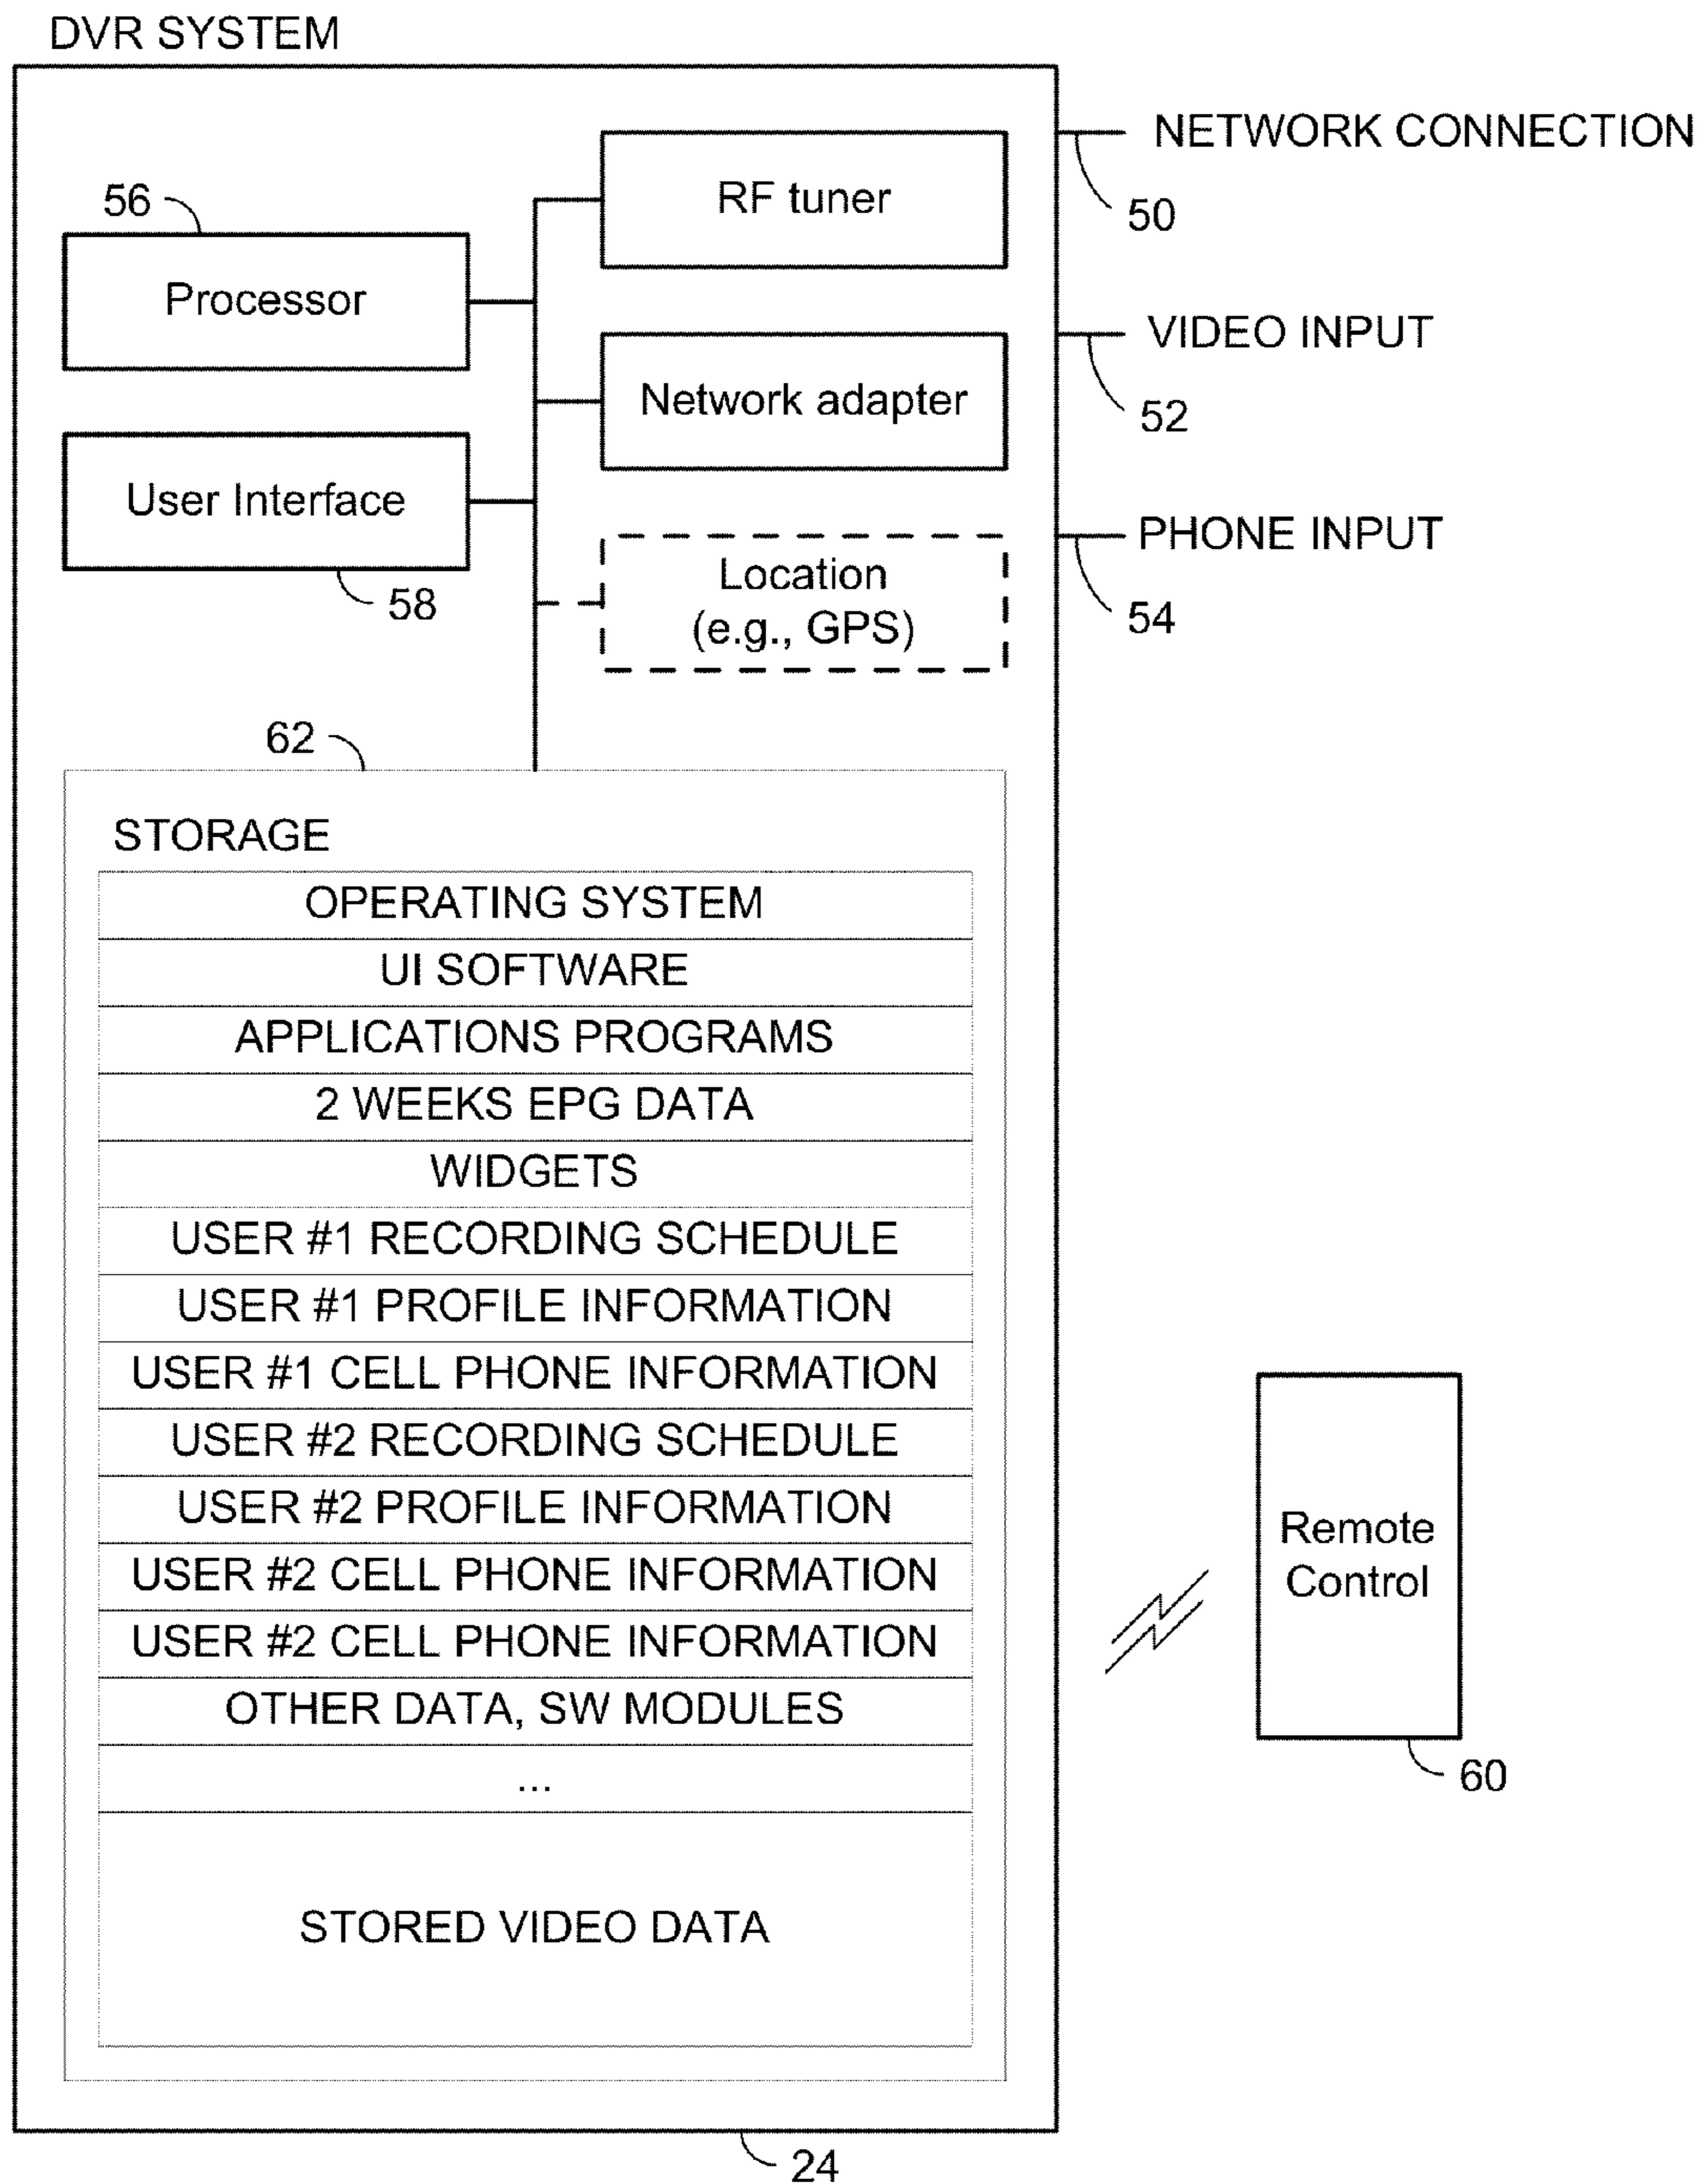 DVR SYSTEM
NETWORK CONNECTION
50
RF tuner
56
Processor
VIDEO INPUT
52
Network adapter
User Interface
58
PHONE INPUT
54
Location
(e.g., GPS)
62
STORAGE
OPERATING SYSTEM
UI SOFTWARE
APPLICATIONS PROGRAMS
2 WEEKS EPG DATA
WIDGETS
USER #1 RECORDING SCHEDULE
USER #1 PROFILE INFORMATION
USER #1 CELL PHONE INFORMATION
USER #2 RECORDING SCHEDULE
USER #2 PROFILE INFORMATION
USER #2 CELL PHONE INFORMATION
USER #2 CELL PHONE INFORMATION
OTHER DATA, SW MODULES
...
STORED VIDEO DATA
Remote
Control
60
24